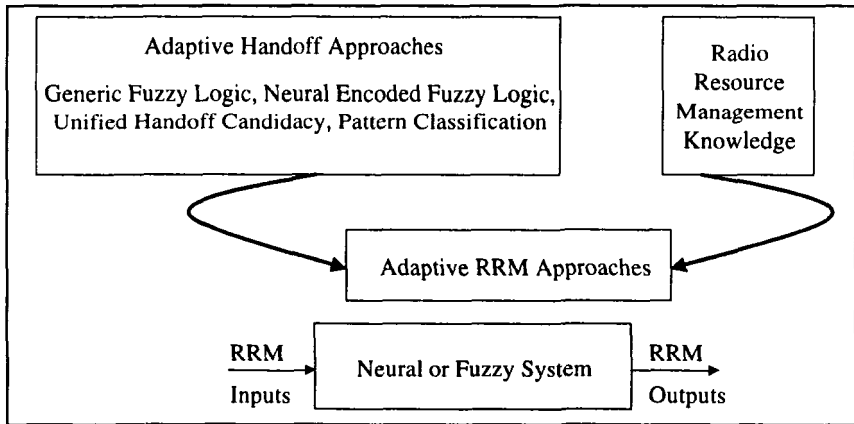 Adaptive Handoff Approaches
Generic Fuzzy Logic, Neural Encoded Fuzzy Logic,
Unified Handoff Candidacy, Pattern Classification
Radio
Resource
Management
Knowledge
Adaptive RRM Approaches
RRM
Inputs
Neural or Fuzzy System
RRM
Outputs